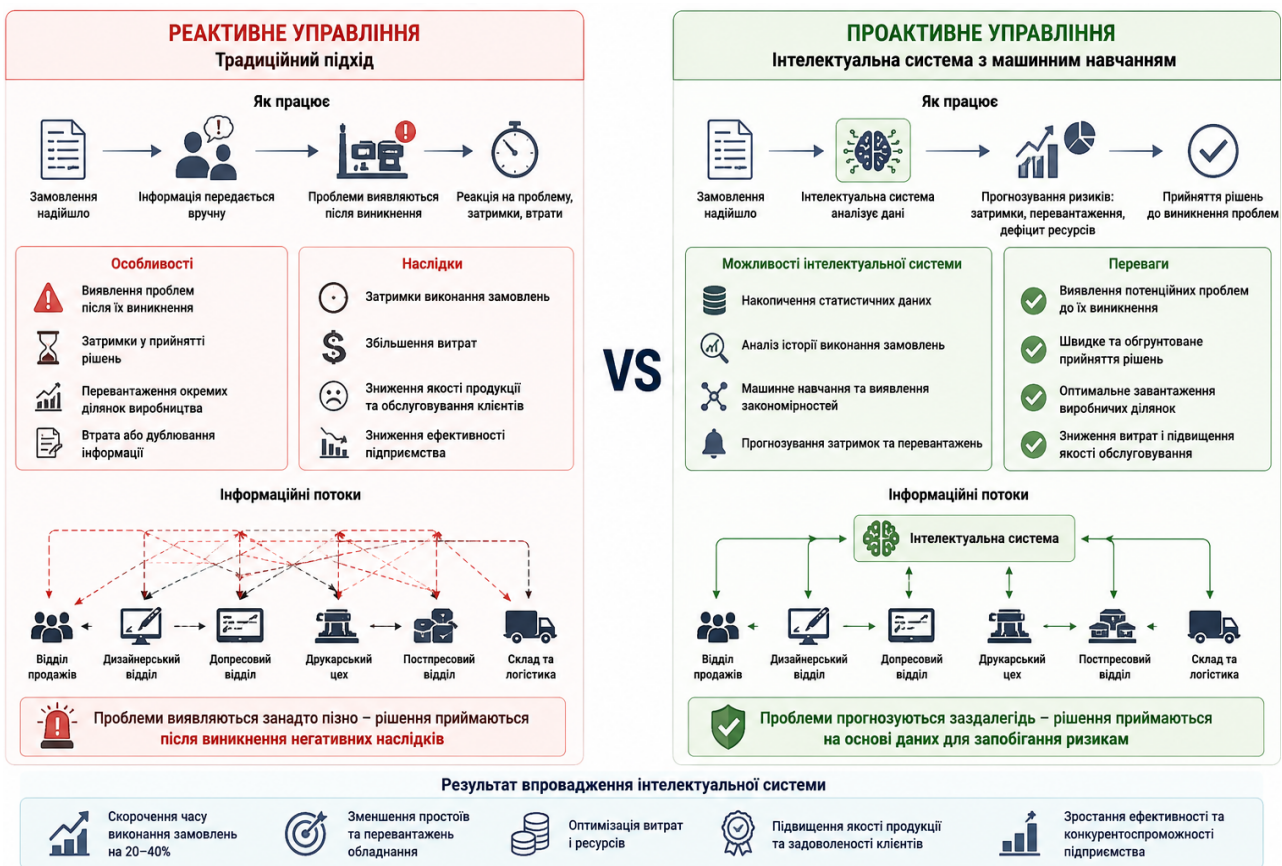 РЕАКТИВНЕ УПРАВЛІННЯ
Традиційний підхід
Як працює
Замовлення
надійшло
Інформація передається
вручну
Проблеми виявляються
після виникнення
Реакція на проблему,
затримки, втрати
Особливості
Виявлення проблем
після їх виникнення
Затримки у прийнятті
рішень
Перевантаження окремих
ділянок виробництва
Втрата або дублювання
інформації
Наслідки
Затримки виконання замовлень
Збільшення витрат
Зниження якості продукції
та обслуговування клієнтів
Зниження ефективності
підприємства
Інформаційні потоки
Відділ
продажів
Дизайнерський
відділ
Допресовий
відділ
Друкарський
цех
Постпресовий
відділ
Склад та
логістика
Проблеми виявляються занадто пізно – рішення приймаються
після виникнення негативних наслідків
VS
ПРОАКТИВНЕ УПРАВЛІННЯ
Інтелектуальна система з машинним навчанням
Як працює
Замовлення
надійшло
Інтелектуальна система
аналізує дані
Прогнозування ризиків:
затримки, перевантаження,
дефіцит ресурсів
Прийняття рішень
до виникнення проблем
Можливості інтелектуальної системи
Накопичення статистичних даних
Аналіз історії виконання замовлень
Машинне навчання та виявлення
закономірностей
Прогнозування затримок та перевантажень
Переваги
Виявлення потенційних проблем
до їх виникнення
Швидке та обгрунтоване
прийняття рішень
Оптимальне завантаження
виробничих ділянок
Зниження витрат і підвищення
якості обслуговування
Інформаційні потоки
Інтелектуальна система
Відділ
продажів
Дизайнерський
відділ
Допресовий
відділ
Друкарський
цех
Постпресовий
відділ
Склад та
логістика
Проблеми прогнозуються заздалегідь – рішення приймаються
на основі даних для запобігання ризикам
Результат впровадження інтелектуальної системи
Скорочення часу
виконання замовлень
на 20–40%
Зменшення простоїв
та перевантажень
обладнання
Оптимізація витрат
і ресурсів
Підвищення якості продукції
та задоволеності клієнтів
Зростання ефективності та
конкурентоспроможності
підприємства